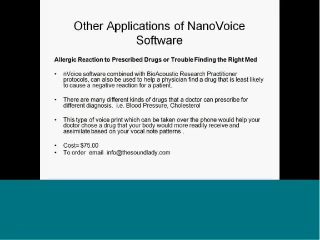 Other Applications of NanoVoice
Software
Allergic Reaction to Prescribed Drugs or Trouble Finding the Right Med
• nVoice software combined with BioAcoustic Research Practitioner
protocols, can also be used to help a physician find a drug that is least likely
to cause a negative reaction for a patient.
• There are many different kinds of drugs that a doctor can prescribe for
different diagnosis. i.e. Blood Pressure, Cholesterol
• This type of voice print which can be taken over the phone would help your
doctor chose a drug that your body would more readily receive and
assimilate based on your vocal note patterns.
• Cost= $75.00
• To order email info@thesoundlady.com